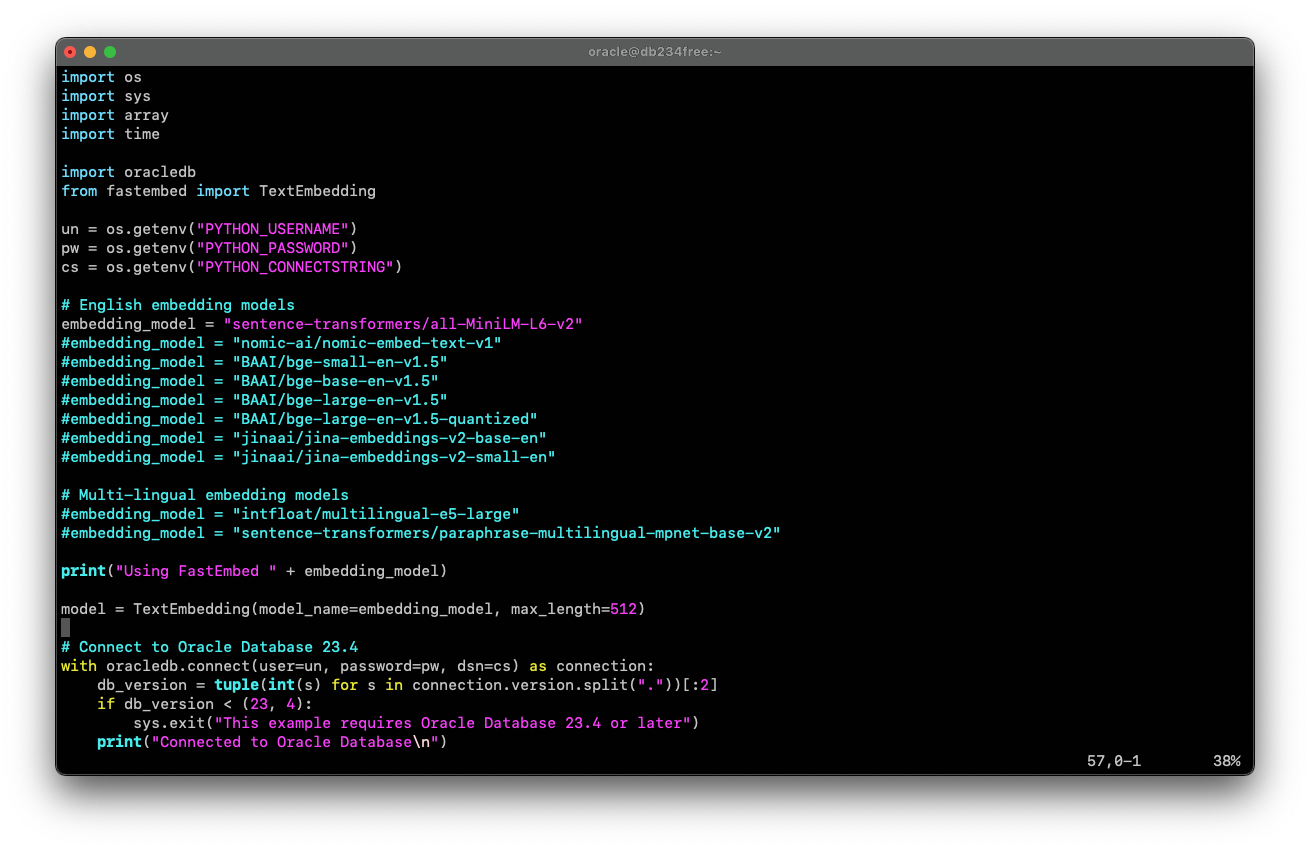 oracle@db234free:~
import os
import sys
import array
import time

import oracledb
from fastembed import TextEmbedding

un = os.getenv("PYTHON_USERNAME")
pw = os.getenv("PYTHON_PASSWORD")
cs = os.getenv("PYTHON_CONNECTSTRING")

# English embedding models
embedding_model = "sentence-transformers/all-MiniLM-L6-v2"
#embedding_model = "nomic-ai/nomic-embed-text-v1"
#embedding_model = "BAAI/bge-small-en-v1.5"
#embedding_model = "BAAI/bge-base-en-v1.5"
#embedding_model = "BAAI/bge-large-en-v1.5"
#embedding_model = "BAAI/bge-large-en-v1.5-quantized"
#embedding_model = "jinaai/jina-embeddings-v2-base-en"
#embedding_model = "jinaai/jina-embeddings-v2-small-en"

# Multi-lingual embedding models
#embedding_model = "intfloat/multilingual-e5-large"
#embedding_model = "sentence-transformers/paraphrase-multilingual-mpnet-base-v2"

print("Using FastEmbed " + embedding_model)

model = TextEmbedding(model_name=embedding_model, max_length=512)

# Connect to Oracle Database 23.4
with oracledb.connect(user=un, password=pw, dsn=cs) as connection:
    db_version = tuple(int(s) for s in connection.version.split("."))[:2]
    if db_version < (23, 4):
        sys.exit("This example requires Oracle Database 23.4 or later")
    print("Connected to Oracle Database\n")
57,0-1 38%